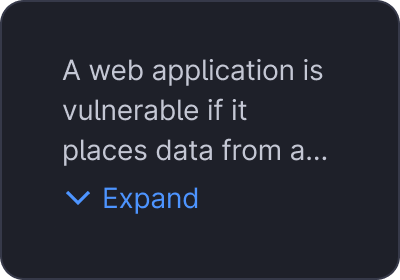 A web application is
vulnerable if it
places data from a...
Expand